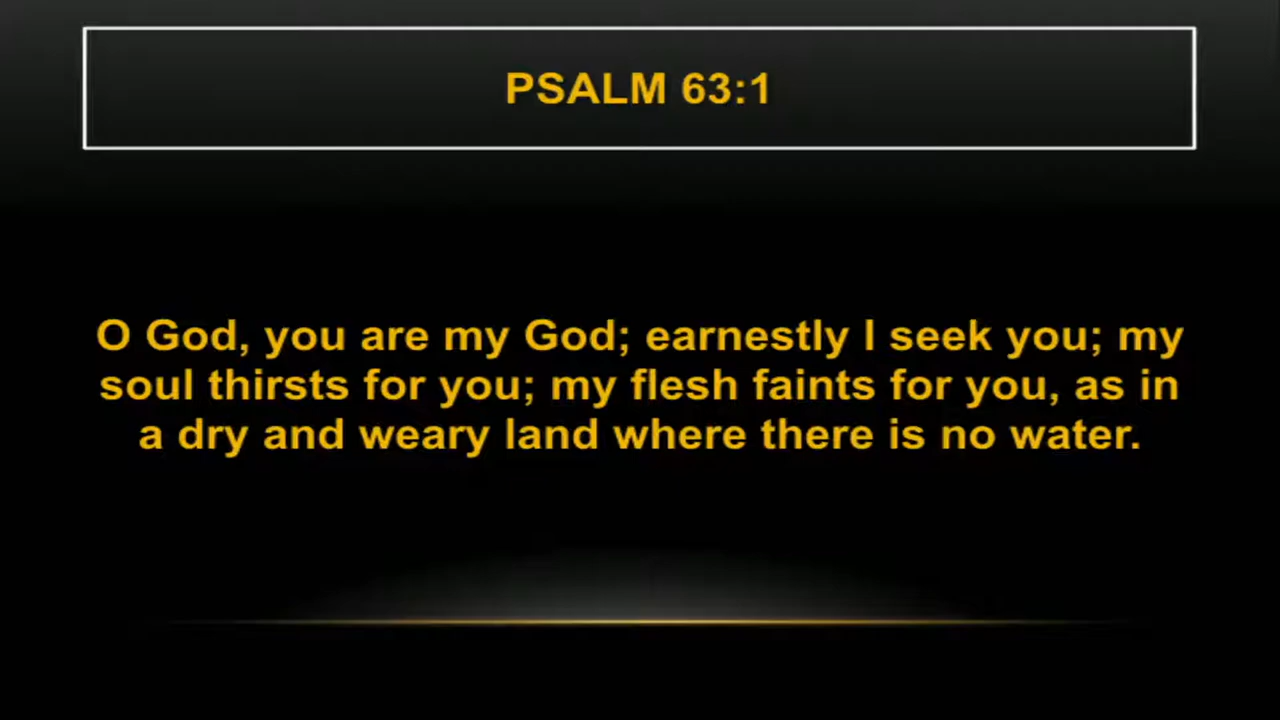 PSALM 63:1
O God, you are my God; earnestly I seek you; my
soul thirsts for you; my flesh faints for you, as in
a dry and weary land where there is no water.